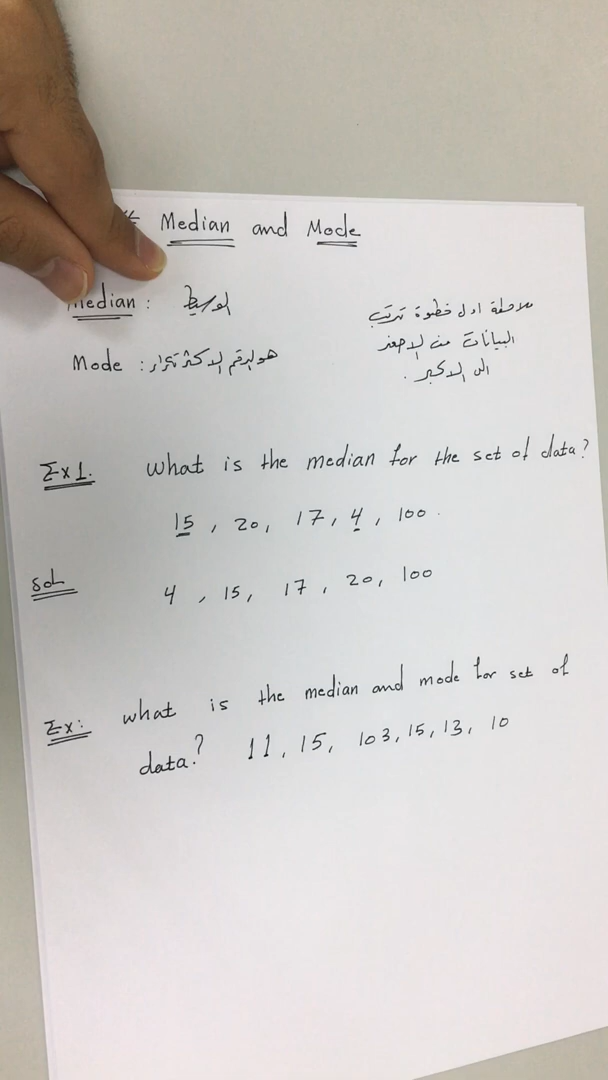 # Median and Mode
Median : الوسيط
ملاحظة اول خطوة ترتب
البيانات من الاصغر
الى الاكبر.
Mode : هو الرقم الاكثر تكرار
Ex1. What is the median for the set of data?
15 , 20, 17, 4, 100.
Sol
4 , 15, 17, 20, 100
Ex: what is the median and mode for set of
data? 11, 15, 103, 15, 13, 10